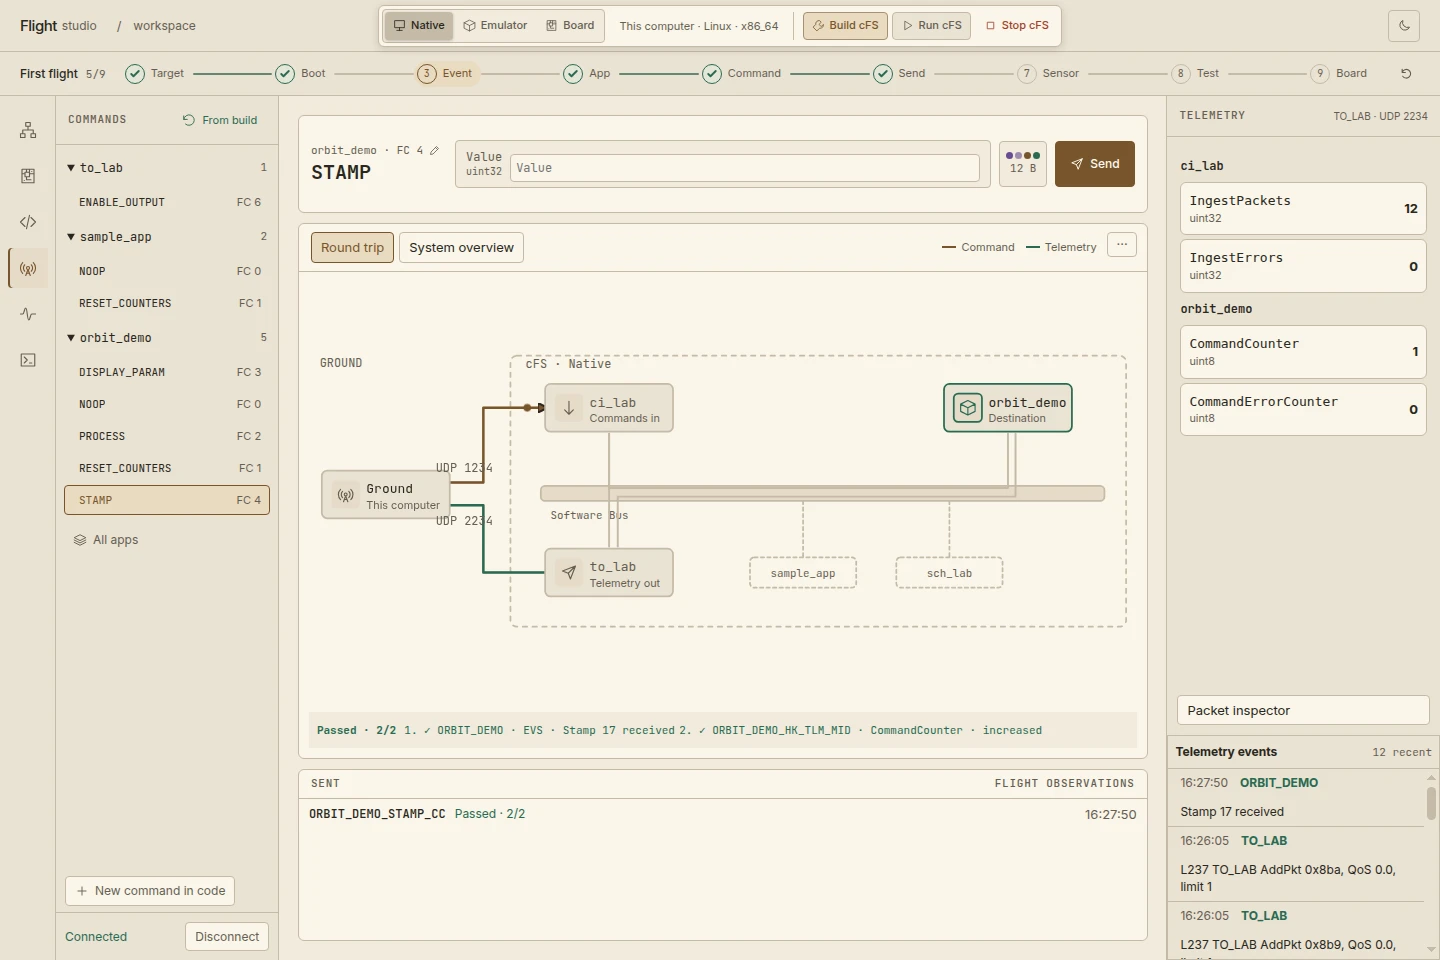 Flight studio / workspace
Native Emulator Board This computer · Linux · x86_64 Build cFS Run cFS Stop cFS
First flight 5/9 Target Boot 3 Event App Command Send 7 Sensor 8 Test 9 Board
COMMANDS From build
to_lab 1
ENABLE_OUTPUT FC 6
sample_app 2
NOOP FC 0
RESET_COUNTERS FC 1
orbit_demo 5
DISPLAY_PARAM FC 3
NOOP FC 0
PROCESS FC 2
RESET_COUNTERS FC 1
STAMP FC 4
All apps
+ New command in code
Connected Disconnect
orbit_demo · FC 4
STAMP
Value
uint32
Value
12 B
Send
Round trip System overview Command Telemetry ...
GROUND
cFS · Native
ci_lab
Commands in
orbit_demo
Destination
UDP 1234
Ground
This computer
UDP 2234
Software Bus
to_lab
Telemetry out
sample_app
sch_lab
Passed · 2/2 1. ✓ ORBIT_DEMO · EVS · Stamp 17 received 2. ✓ ORBIT_DEMO_HK_TLM_MID · CommandCounter · increased
SENT FLIGHT OBSERVATIONS
ORBIT_DEMO_STAMP_CC Passed · 2/2 16:27:50
TELEMETRY TO_LAB · UDP 2234
ci_lab
IngestPackets
uint32
12
IngestErrors
uint32
0
orbit_demo
CommandCounter
uint8
1
CommandErrorCounter
uint8
0
Packet inspector
Telemetry events 12 recent
16:27:50 ORBIT_DEMO
Stamp 17 received
16:26:05 TO_LAB
L237 TO_LAB AddPkt 0x8ba, QoS 0.0,
limit 1
16:26:05 TO_LAB
L237 TO_LAB AddPkt 0x8b9, QoS 0.0,